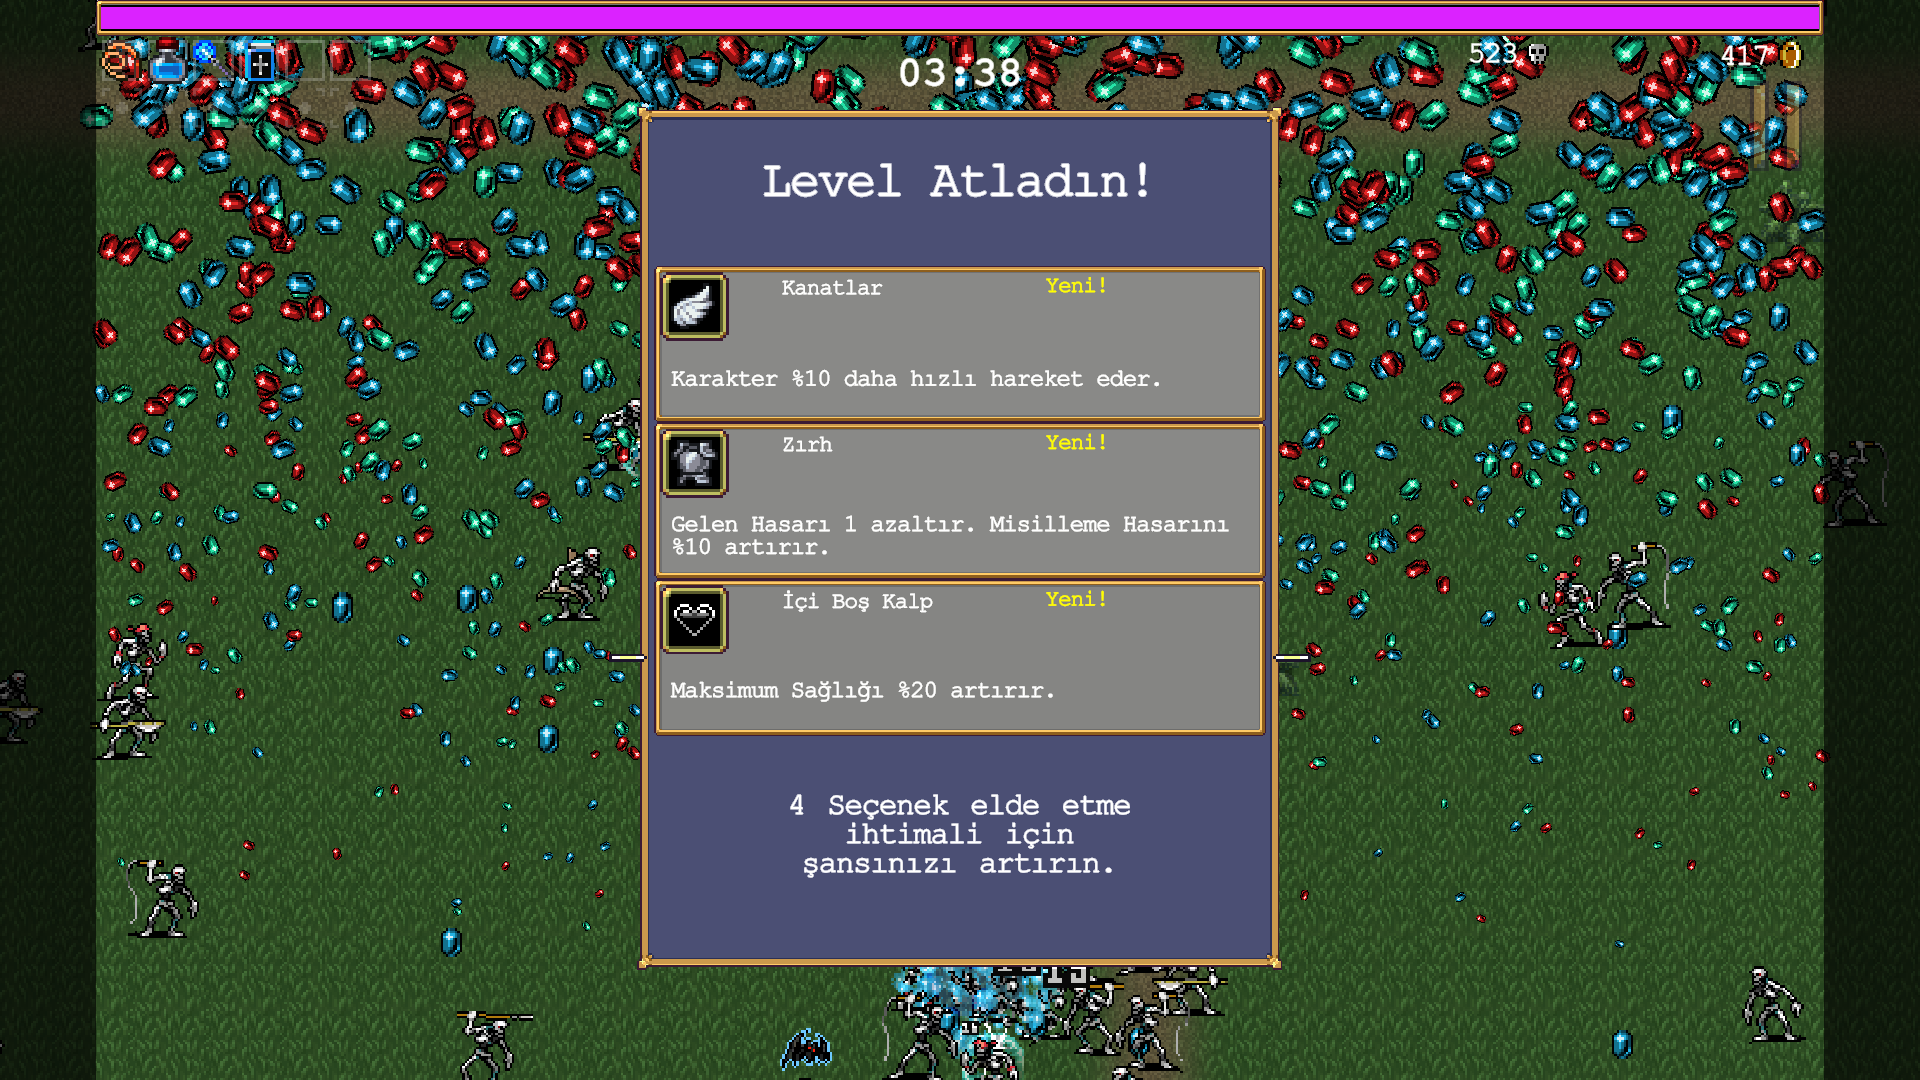 03:38
523
417
Level Atladın!
Kanatlar Yeni!
Karakter %10 daha hızlı hareket eder.
Zırh Yeni!
Gelen Hasarı 1 azaltır. Misilleme Hasarını
%10 artırır.
İçi Boş Kalp Yeni!
Maksimum Sağlığı %20 artırır.
4 Seçenek elde etme
ihtimali için
şansınızı artırın.